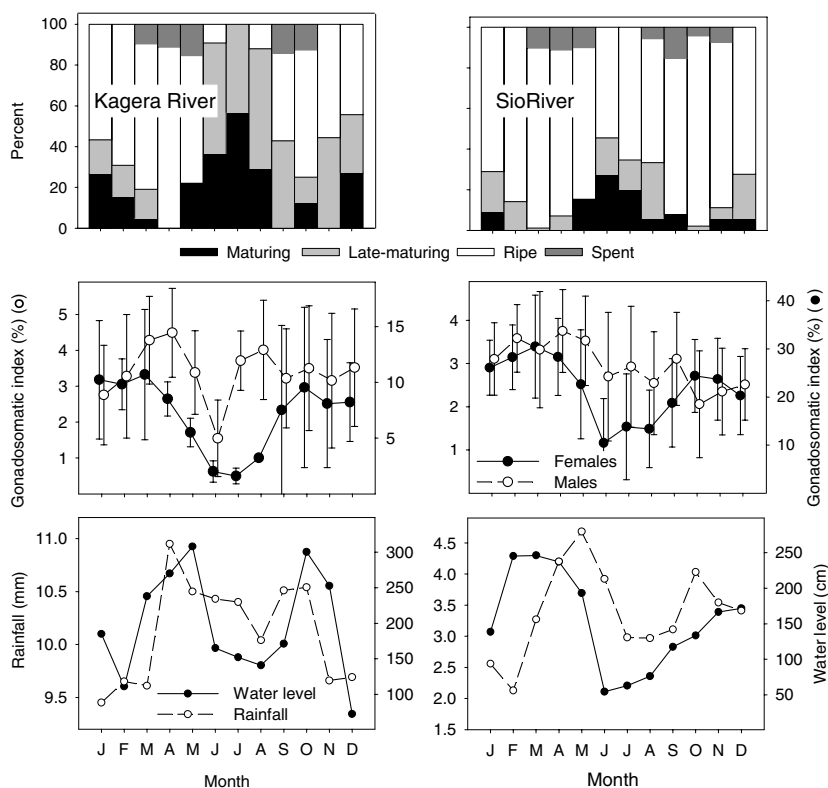 100
80
60
40
20
0
Percent
Kagera River
SioRiver
Maturing Late-maturing Ripe Spent
5
4
3
2
1
Gonadosomatic index (%) (o)
15
10
5
4
3
2
1
Gonadosomatic index (%) (o)
40
30
20
10
Gonadosomatic index (%) (●)
Females
Males
11.0
10.5
10.0
9.5
Rainfall (mm)
300
250
200
150
100
Water level
Rainfall
J F M A M J J A S O N D
Month
4.5
4.0
3.5
3.0
2.5
2.0
1.5
250
200
150
100
50
Water level (cm)
J F M A M J J A S O N D
Month